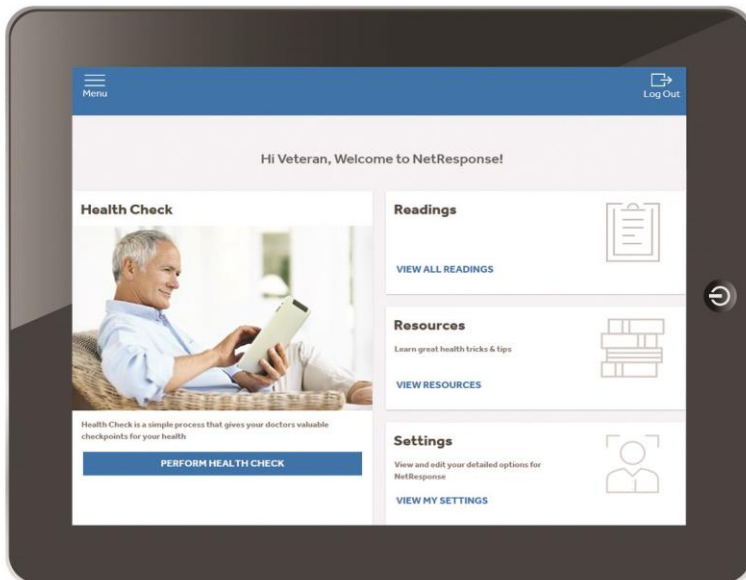 Menu
Log Out
Hi Veteran, Welcome to NetResponse!
Health Check
Health Check is a simple process that gives your doctors valuable
checkpoints for your health
PERFORM HEALTH CHECK
Readings
VIEW ALL READINGS
Resources
Learn great health tricks & tips
VIEW RESOURCES
Settings
View and edit your detailed options for
NetResponse
VIEW MY SETTINGS